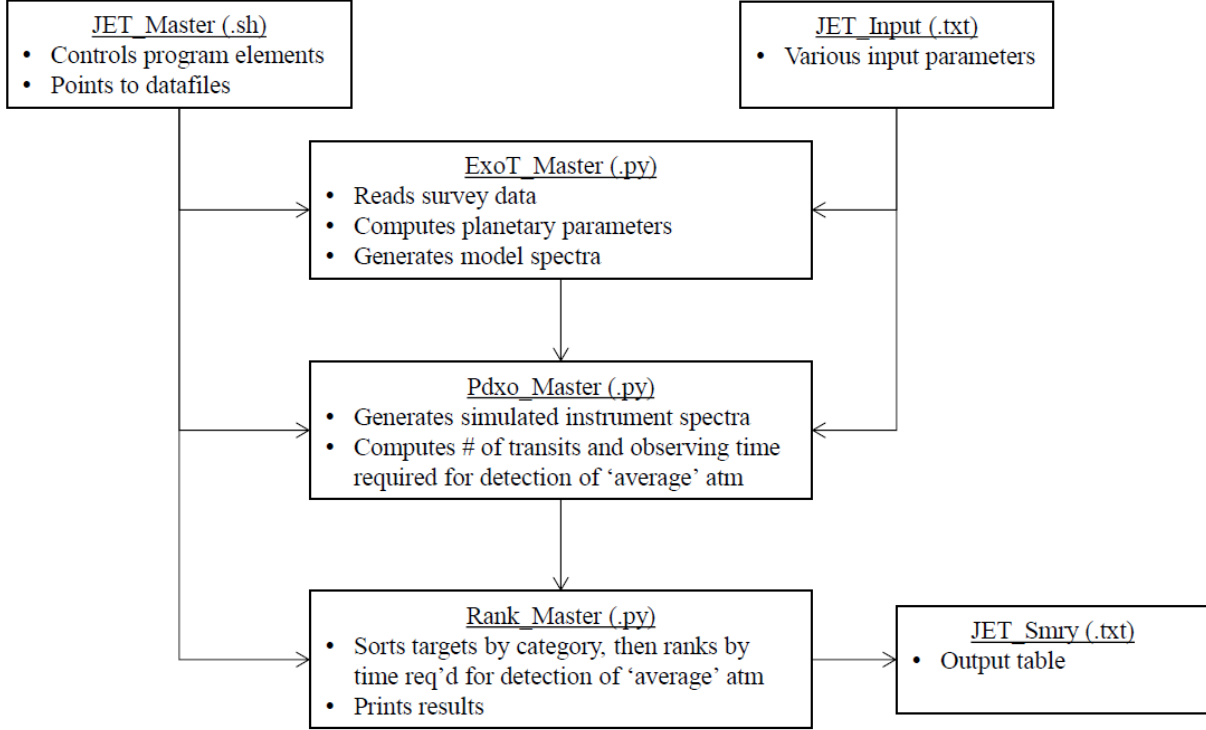 JET_Master (.sh)
• Controls program elements
• Points to datafiles
JET_Input (.txt)
• Various input parameters
ExoT_Master (.py)
• Reads survey data
• Computes planetary parameters
• Generates model spectra
Pdxo_Master (.py)
• Generates simulated instrument spectra
• Computes # of transits and observing time
required for detection of ‘average’ atm
Rank_Master (.py)
• Sorts targets by category, then ranks by
time req’d for detection of ‘average’ atm
• Prints results
JET_Smry (.txt)
• Output table